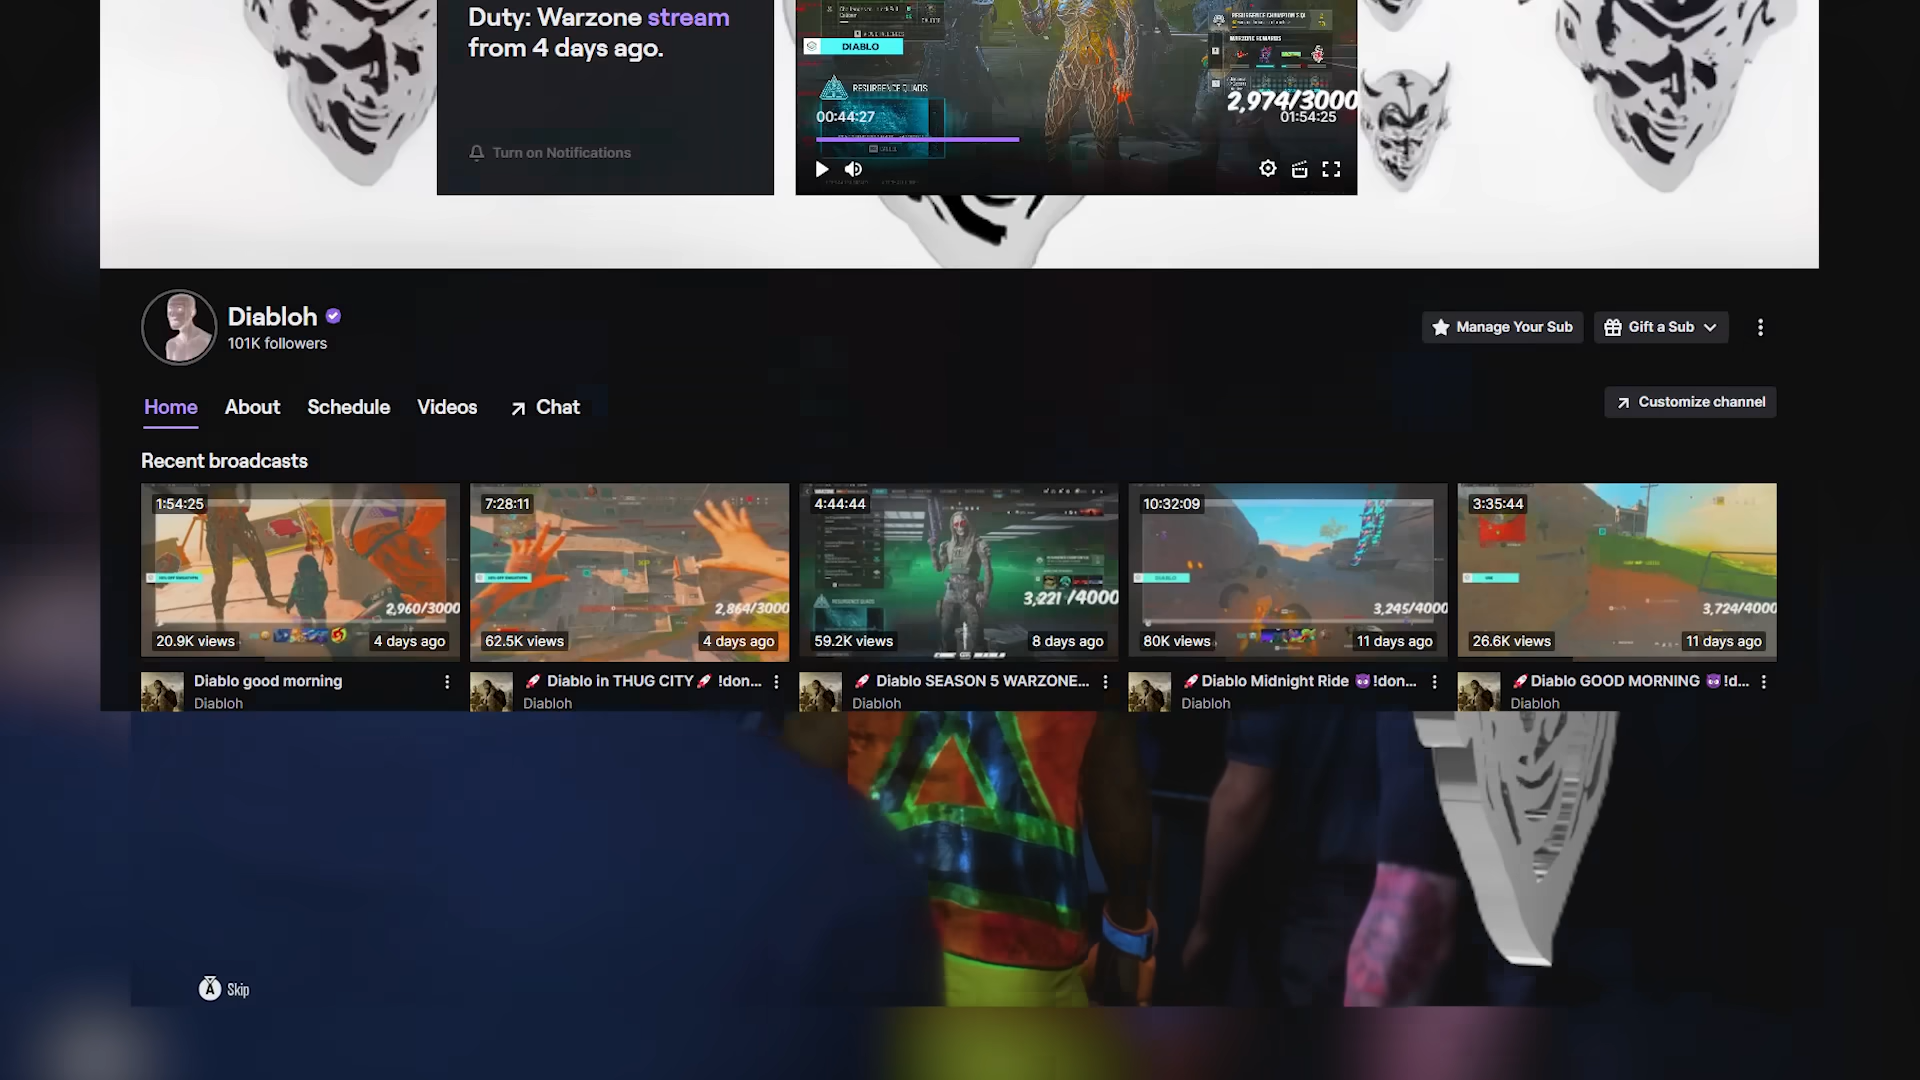 Duty: Warzone stream
from 4 days ago.
Turn on Notifications
DIABLO
RESURGENCE QUADS
WARZONE REWARDS
2,974/3000
00:44:27
01:54:25
Diabloh
101K followers
Manage Your Sub
Gift a Sub
Home
About
Schedule
Videos
Chat
Customize channel
Recent broadcasts
1:54:25
2,960/3000
20.9K views
4 days ago
Diablo good morning
Diabloh
7:28:11
2,864/3000
62.5K views
4 days ago
🚀 Diablo in THUG CITY 🚀 !don...
Diabloh
4:44:44
RESURGENCE QUADS
3,221 /4000
59.2K views
8 days ago
🚀 Diablo SEASON 5 WARZONE...
Diabloh
10:32:09
DIABLO
3,245/4000
80K views
11 days ago
🚀Diablo Midnight Ride 😈!don...
Diabloh
3:35:44
3,724/4000
26.6K views
11 days ago
🚀Diablo GOOD MORNING 😈!d...
Diabloh
A Skip